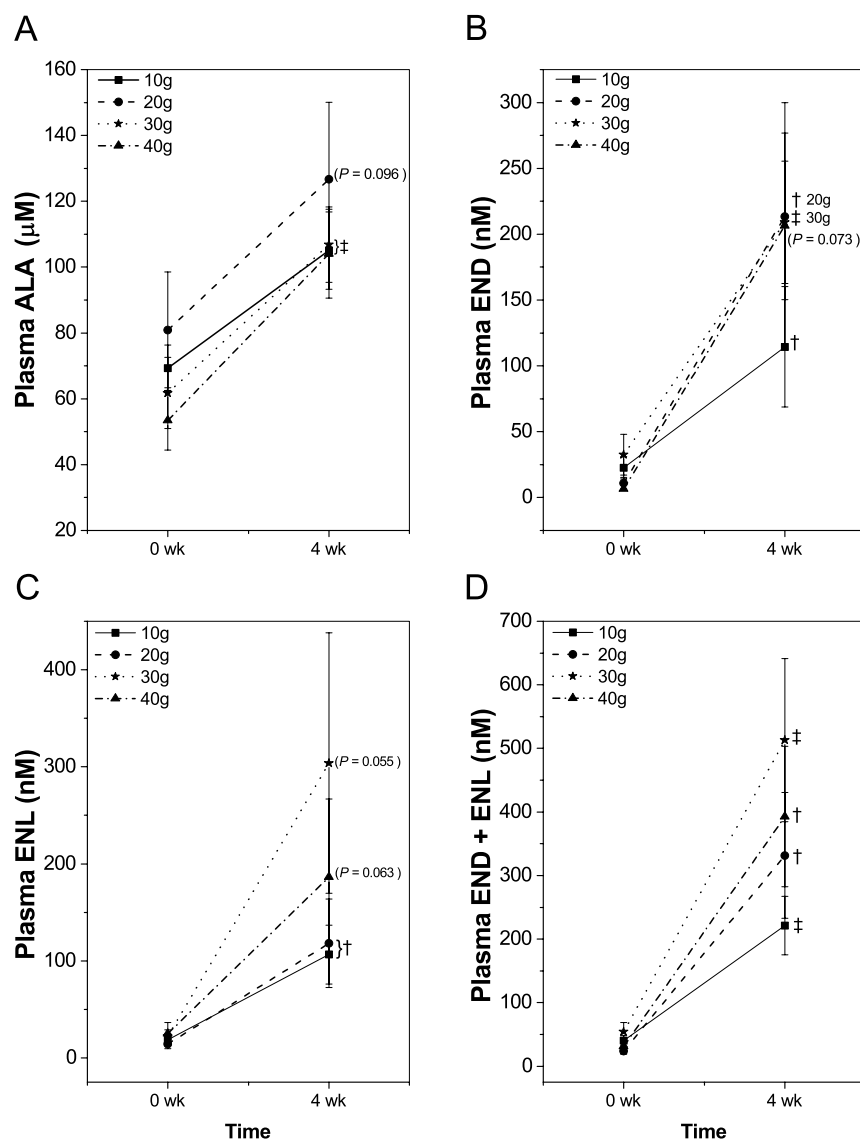 A
160
140
120
100
80
60
40
20
Plasma ALA (μM)
10g
20g
30g
40g
(P = 0.096 )
}‡
0 wk
4 wk
B
300
250
200
150
100
50
0
Plasma END (nM)
10g
20g
30g
40g
† 20g
‡ 30g
(P = 0.073 )
†
0 wk
4 wk
C
400
300
200
100
0
Plasma ENL (nM)
10g
20g
30g
40g
(P = 0.055 )
(P = 0.063 )
}†
0 wk
4 wk
Time
D
700
600
500
400
300
200
100
0
Plasma END + ENL (nM)
10g
20g
30g
40g
‡
†
†
‡
0 wk
4 wk
Time